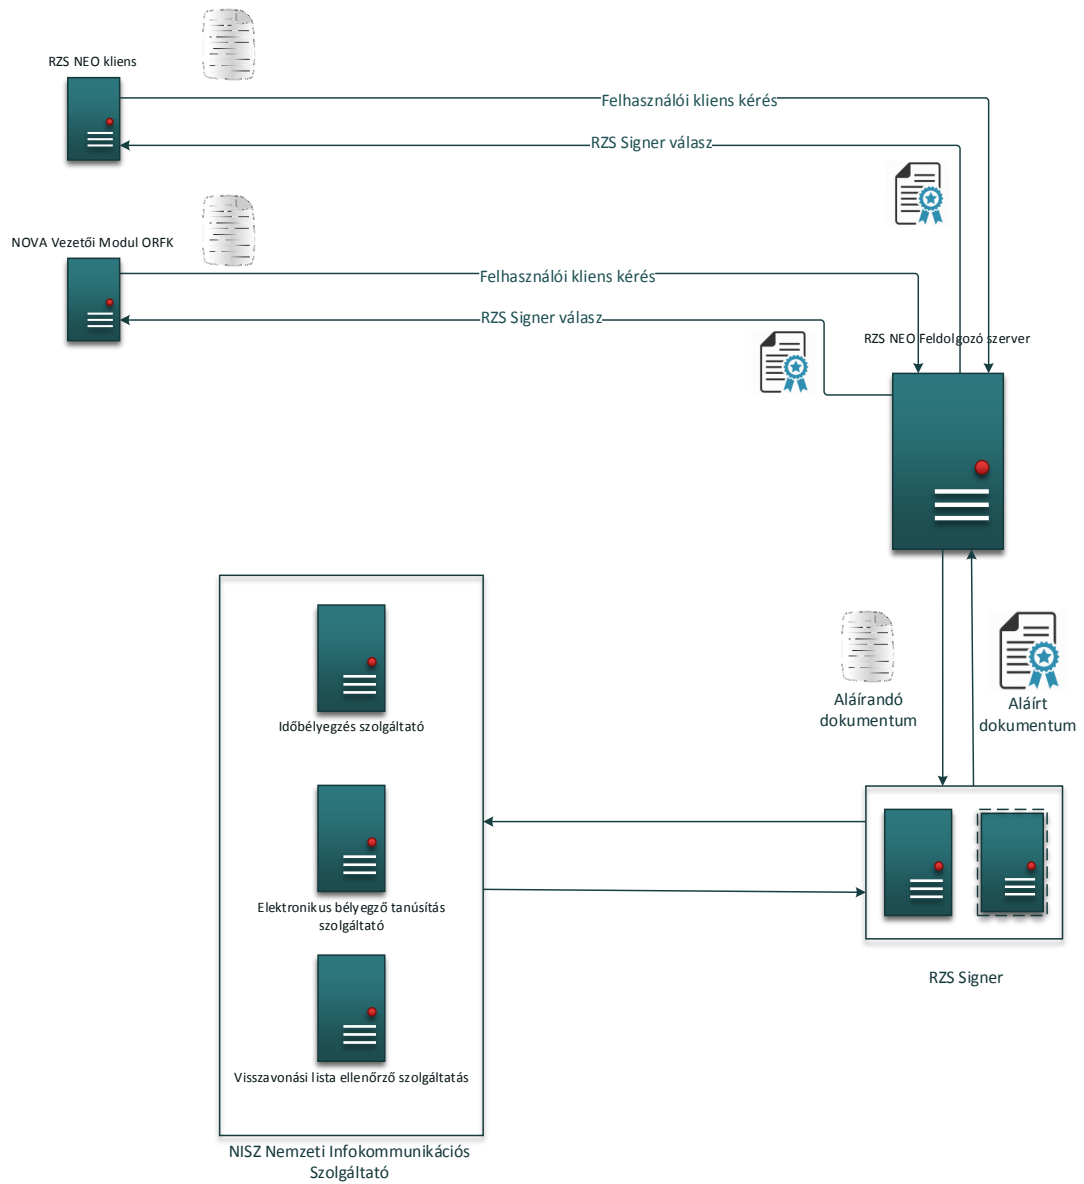 RZS NEO kliens
Felhasználói kliens kérés
RZS Signer válasz
NOVA Vezetői Modul ORFK
Felhasználói kliens kérés
RZS Signer válasz
RZS NEO Feldolgozó szerver
Aláírandó
dokumentum
Aláírt
dokumentum
Időbélyegzés szolgáltató
Elektronikus bélyegző tanúsítás
szolgáltató
RZS Signer
Visszavonási lista ellenőrző szolgáltatás
NISZ Nemzeti Infokommunikációs
Szolgáltató